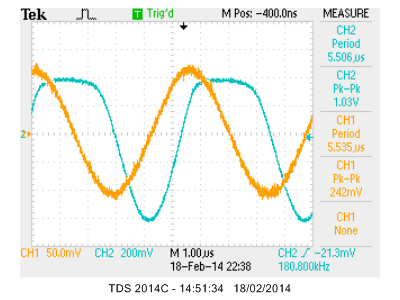 Tek T Trig'd M Pos: -400.0ns MEASURE
CH2
Period
5.506us
CH2
Pk-Pk
1.03V
2
CH1
Period
5.535us
CH1
Pk-Pk
242mV
CH1
None
CH1 50.0mV CH2 200mV M 1.00us CH2 -21.3mV
18-Feb-14 22:38 180.800kHz
TDS 2014C - 14:51:34 18/02/2014